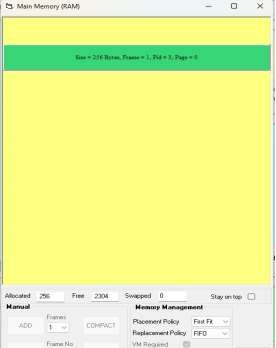 Main Memory (RAM)
Size = 256 Bytes, Frame = 1, Pid = 3, Page = 0
Allocated 256 Free 2304 Swapped 0 Stay on top
Manual Memory Management
Frames
Placement Policy First Fit
ADD 1 COMPACT
Replacement Policy FIFO
Frame No VM Required